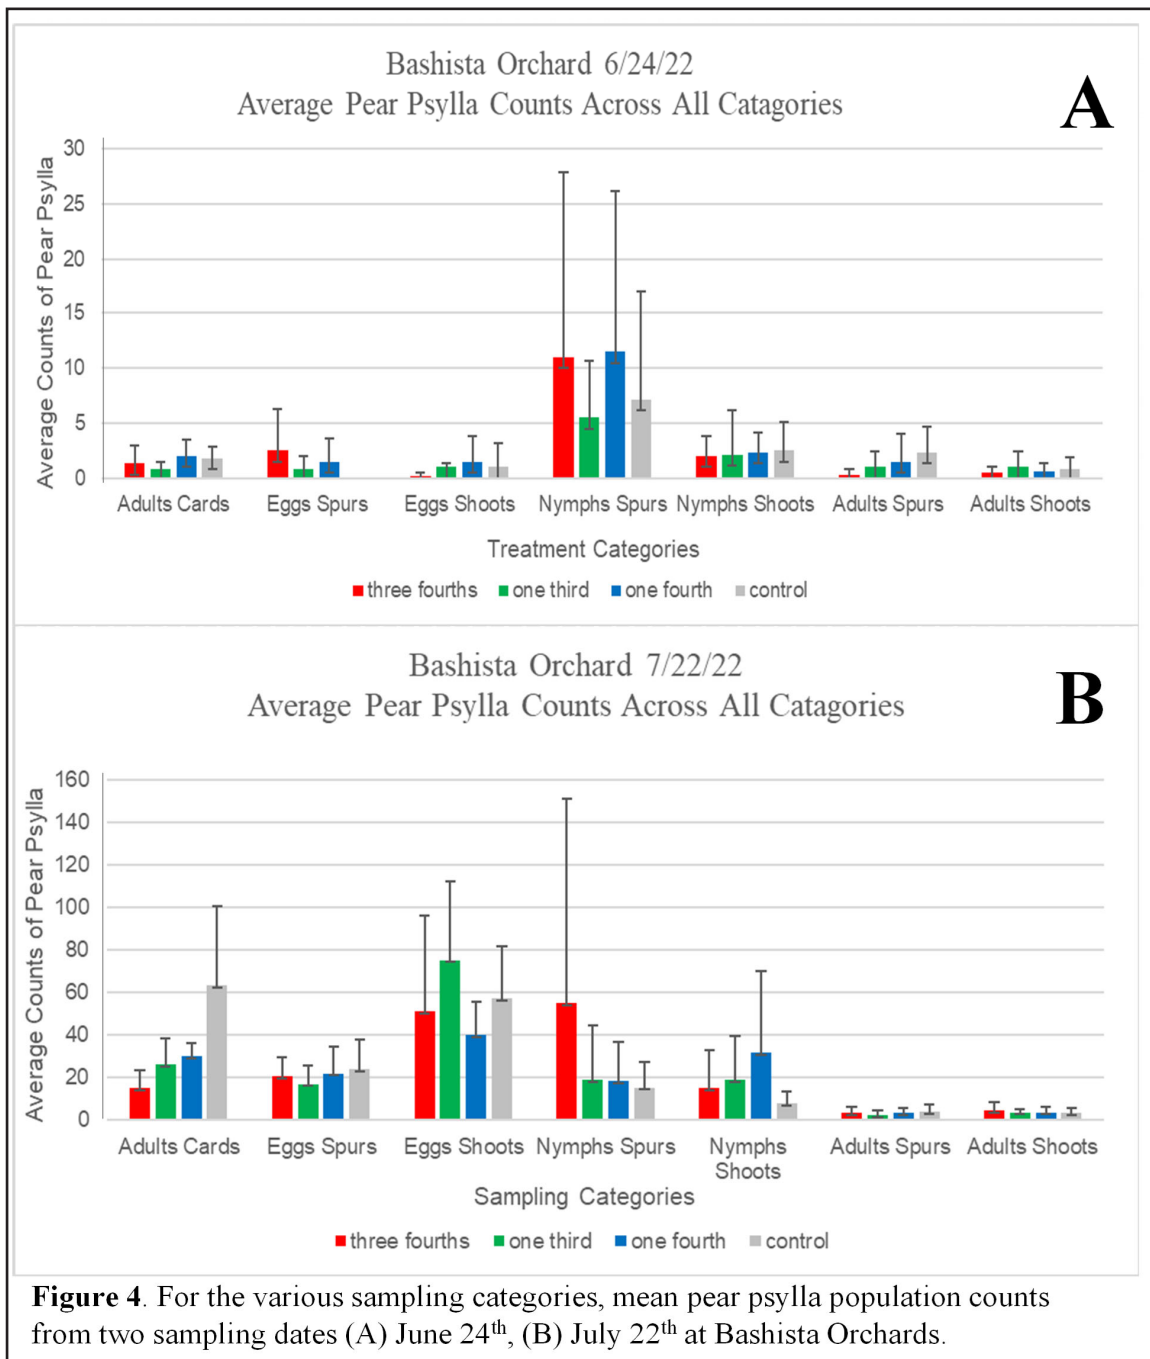 Bashista Orchard 6/24/22
Average Pear Psylla Counts Across All Catagories
A
Average Counts of Pear Psylla
30
25
20
15
10
5
0
Adults Cards
Eggs Spurs
Eggs Shoots
Nymphs Spurs
Nymphs Shoots
Adults Spurs
Adults Shoots
Treatment Categories
three fourths one third one fourth control
Bashista Orchard 7/22/22
Average Pear Psylla Counts Across All Catagories
B
Average Counts of Pear Psylla
160
140
120
100
80
60
40
20
0
Adults Cards
Eggs Spurs
Eggs Shoots
Nymphs Spurs
Nymphs
Shoots
Adults Spurs
Adults Shoots
Sampling Categories
three fourths one third one fourth control
Figure 4. For the various sampling categories, mean pear psylla population counts
from two sampling dates (A) June 24th, (B) July 22th at Bashista Orchards.